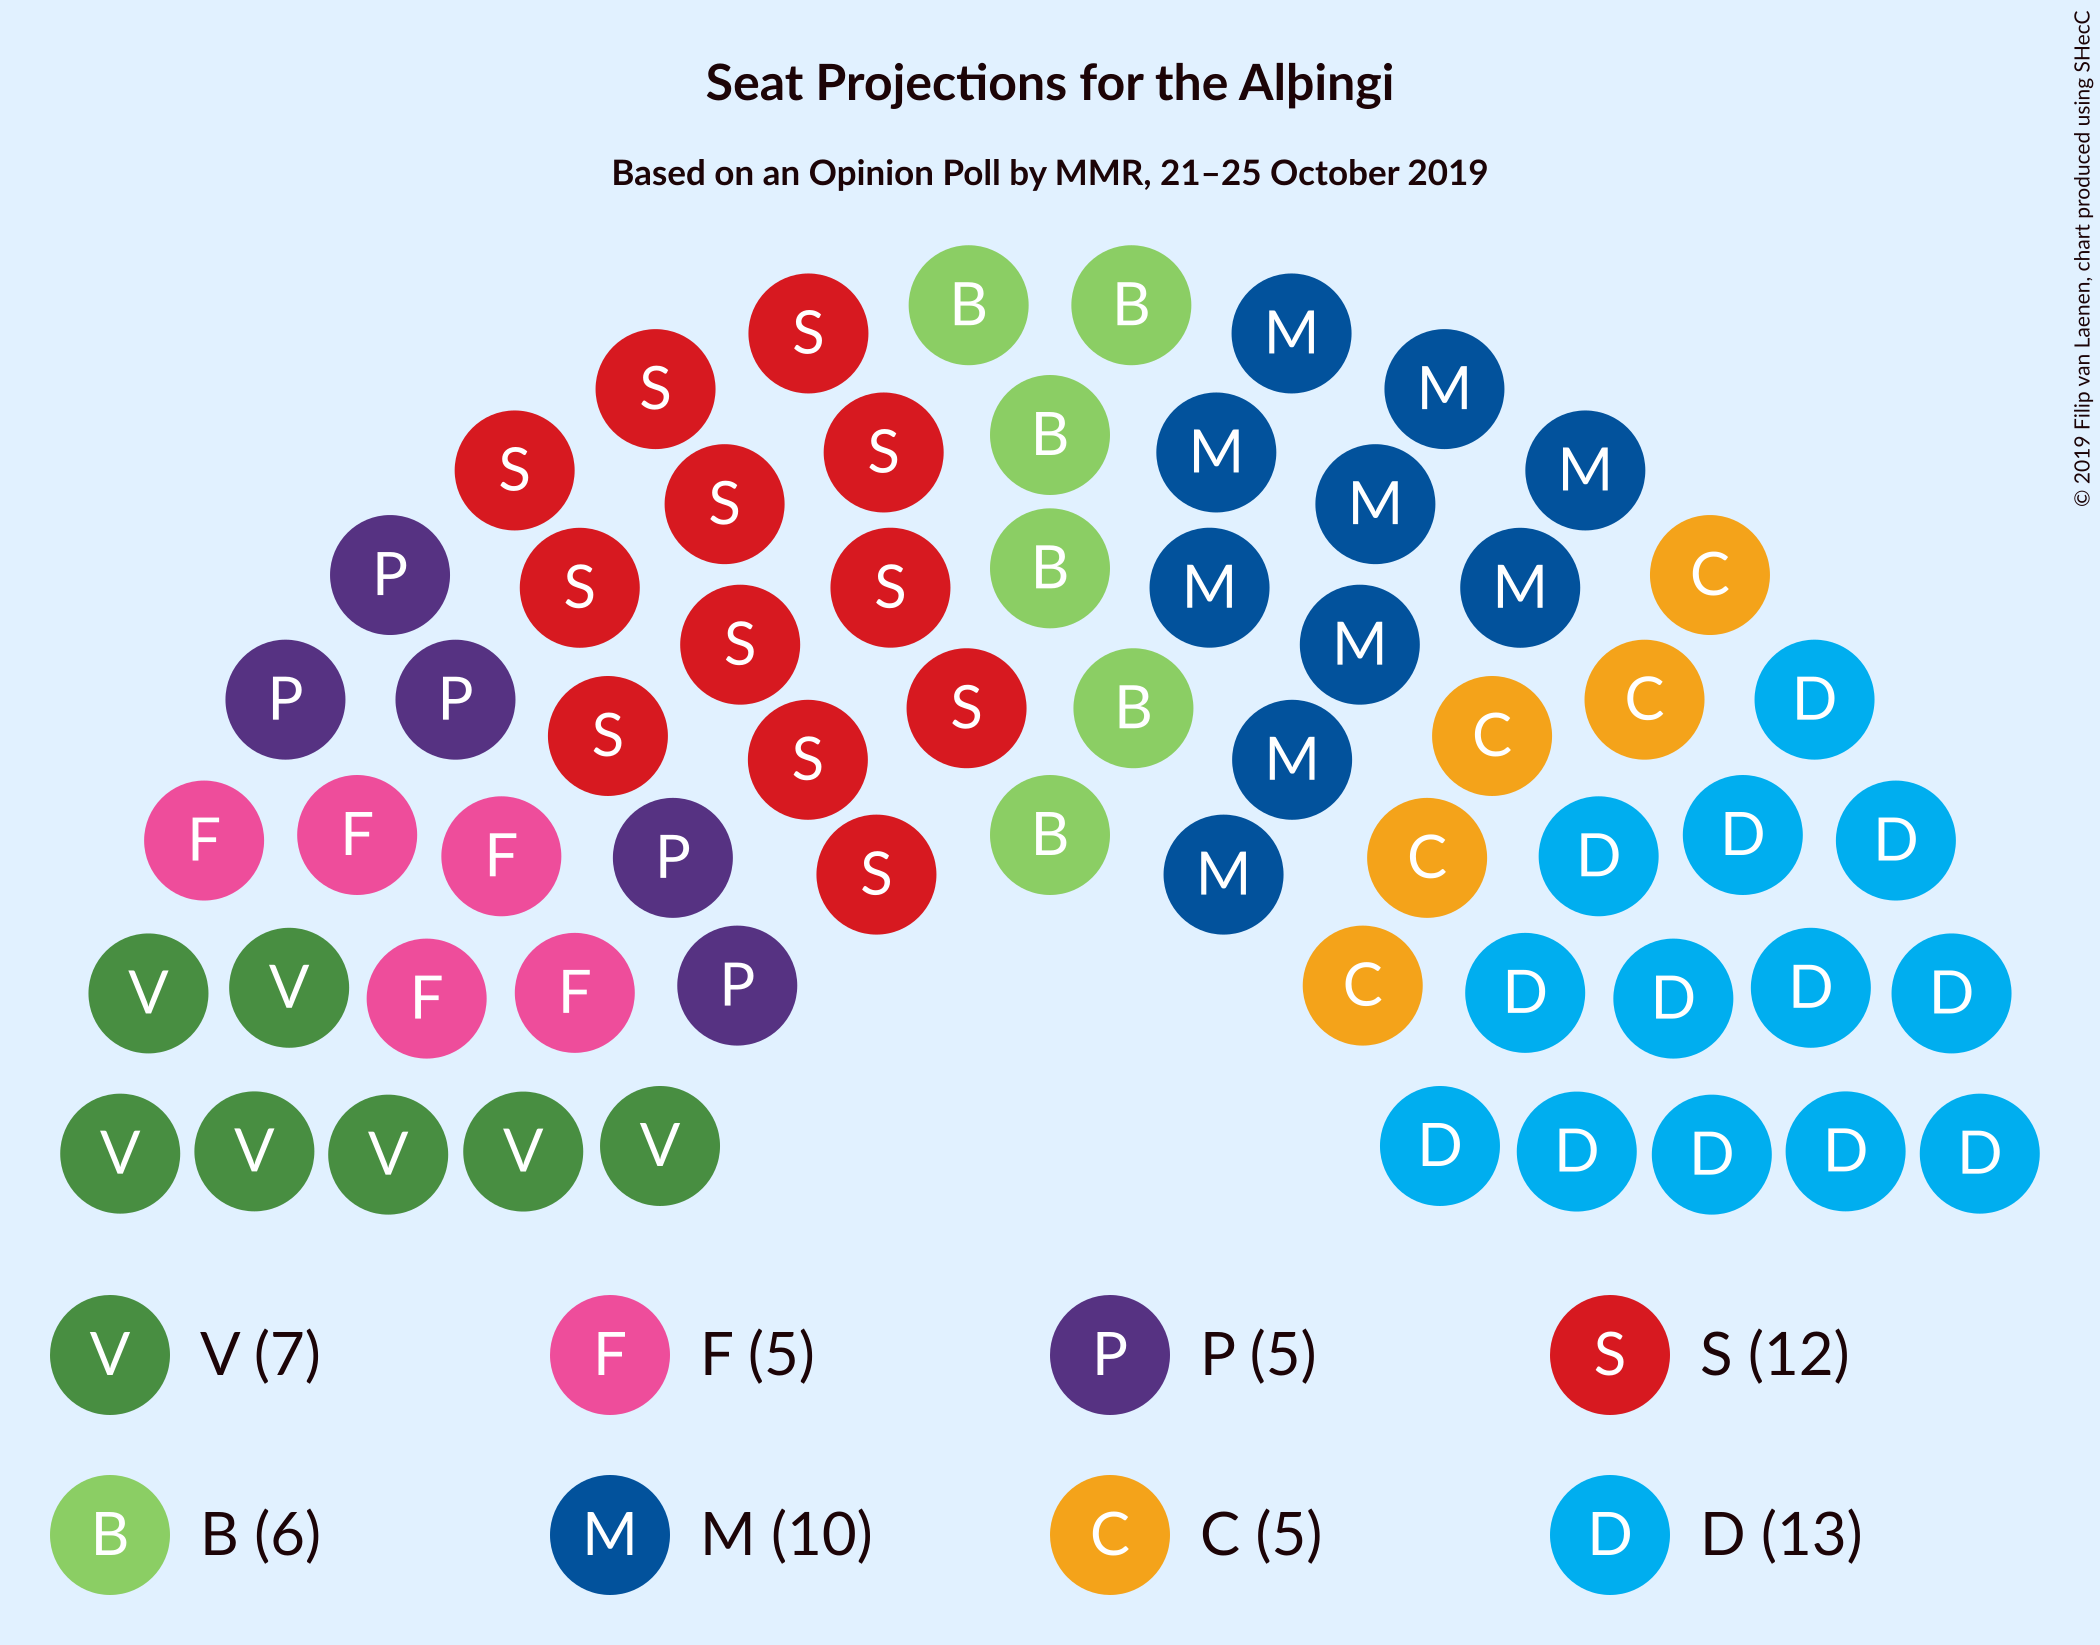 Seat Projections for the Alþingi
Based on an Opinion Poll by MMR, 21–25 October 2019
© 2019 Filip van Laenen, chart produced using SHecC
B B
S M
S M
B
S M
S M
S M
B
P C
S S M M
S M
P P C C D
S B
S C
S M
F F B D D
F P C D
S M
P C
V V D D
F F D D
V V V V V D D D D D
V V (7) F F (5) P P (5) S S (12)
B B (6) M M (10) C C (5) D D (13)